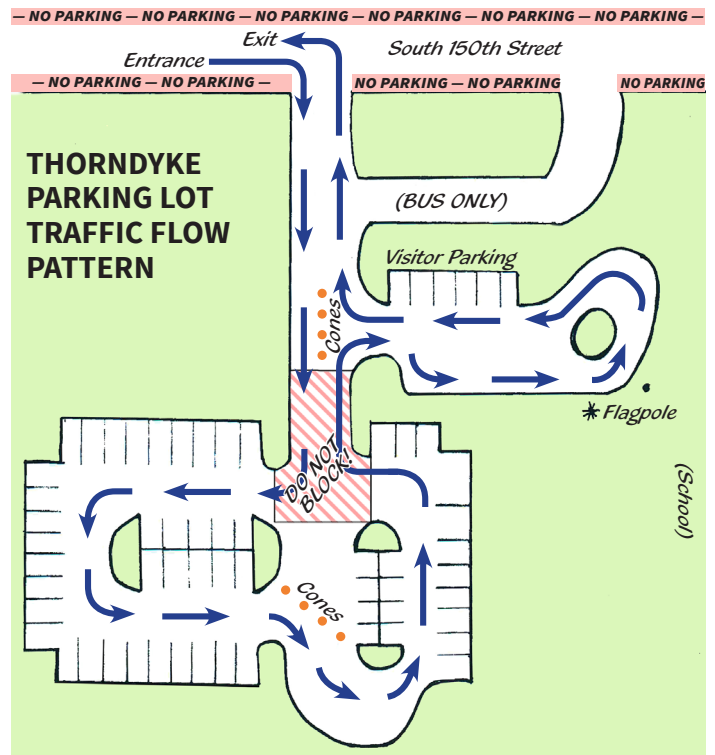 — NO PARKING — NO PARKING — NO PARKING — NO PARKING — NO PARKING — NO PARKING —
Exit
South 150th Street
Entrance
— NO PARKING — NO PARKING —
NO PARKING — NO PARKING
NO PARKING
THORNDYKE
PARKING LOT
TRAFFIC FLOW
PATTERN
(BUS ONLY)
Visitor Parking
Cones
Flagpole
DO NOT
BLOCK!
(School)
Cones